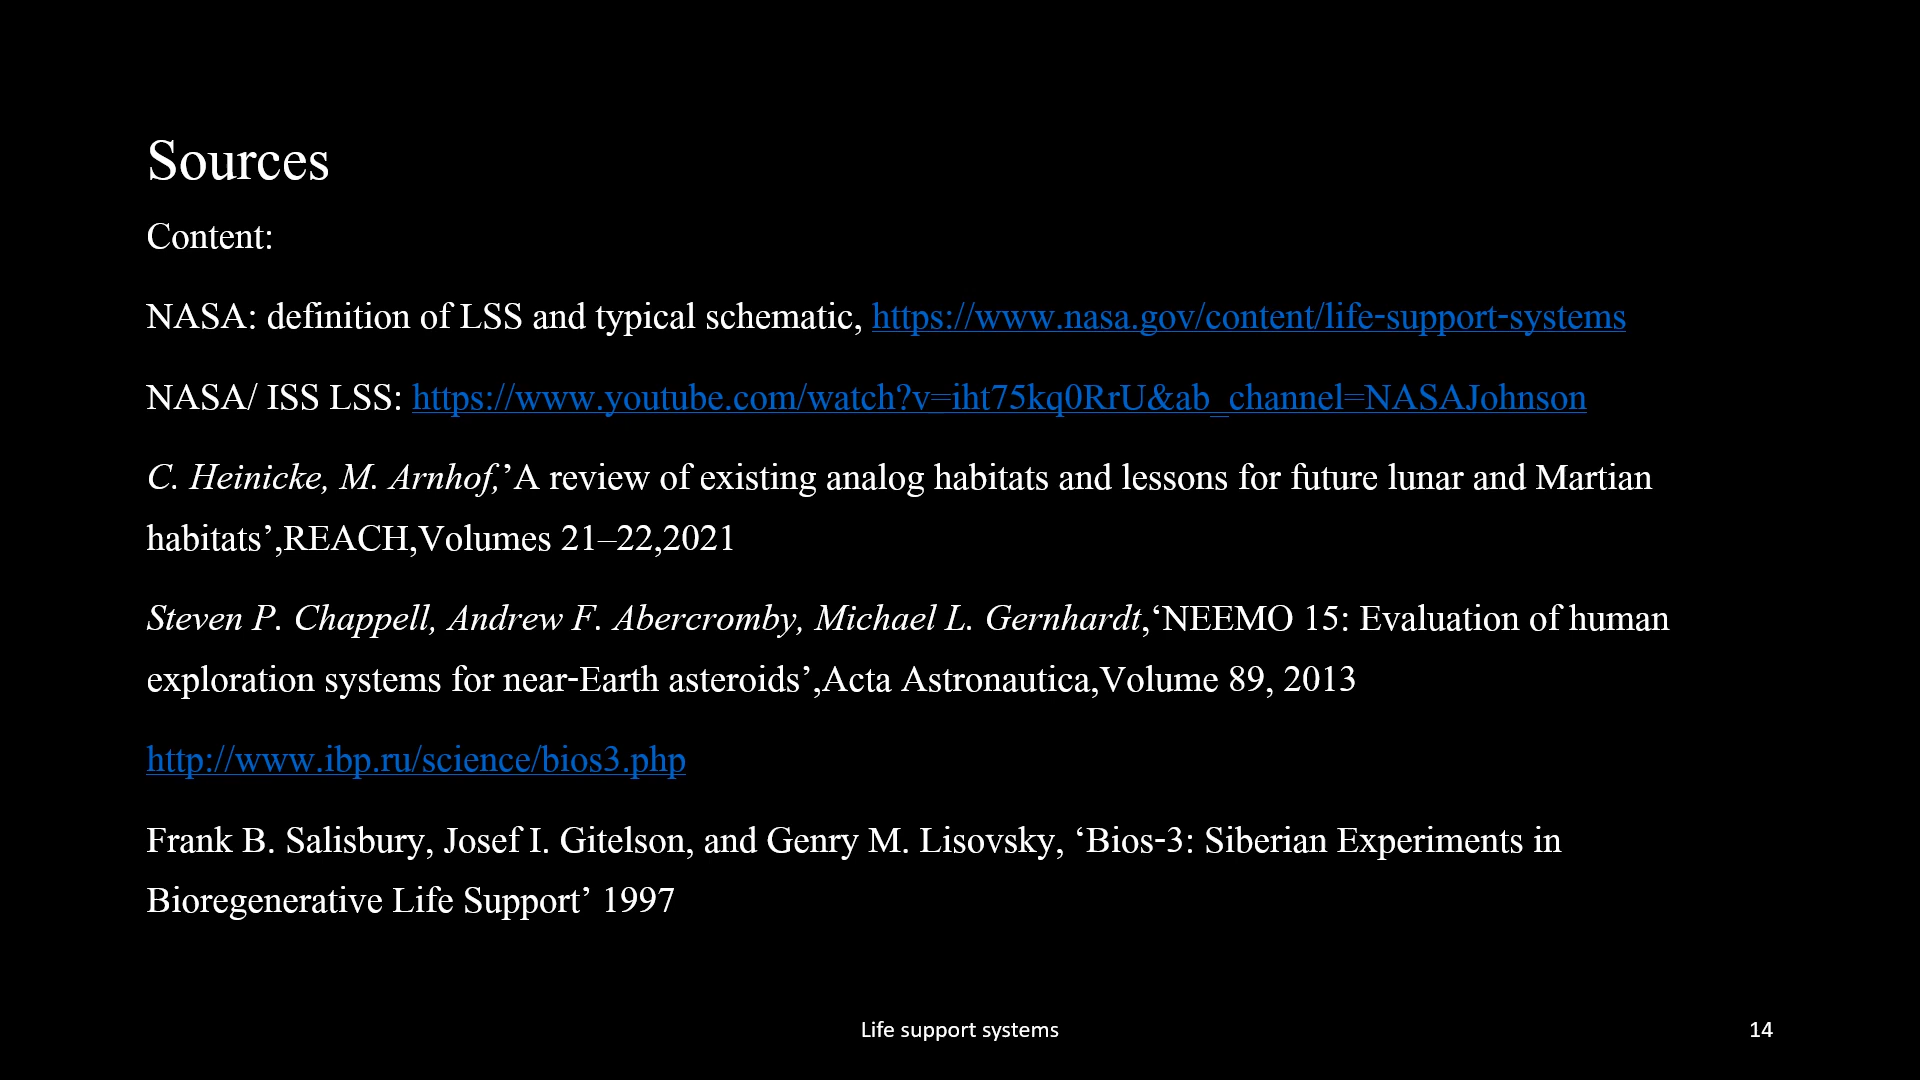 Sources
Content:
NASA: definition of LSS and typical schematic, https://www.nasa.gov/content/life-support-systems
NASA/ ISS LSS: https://www.youtube.com/watch?v=iht75kq0RrU&ab_channel=NASAJohnson
C. Heinicke, M. Arnhof,’A review of existing analog habitats and lessons for future lunar and Martian
habitats’,REACH,Volumes 21–22,2021
Steven P. Chappell, Andrew F. Abercromby, Michael L. Gernhardt,‘NEEMO 15: Evaluation of human
exploration systems for near-Earth asteroids’,Acta Astronautica,Volume 89, 2013
http://www.ibp.ru/science/bios3.php
Frank B. Salisbury, Josef I. Gitelson, and Genry M. Lisovsky, ‘Bios-3: Siberian Experiments in
Bioregenerative Life Support’ 1997
Life support systems
14